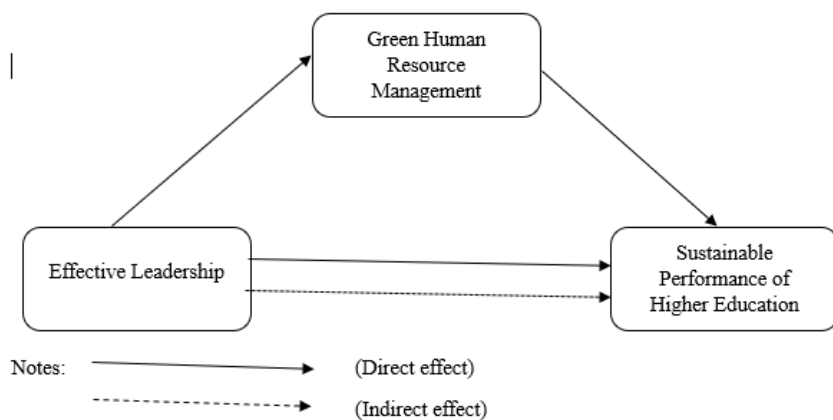 Green Human
Resource
Management
Effective Leadership
Sustainable
Performance of
Higher Education
Notes:
(Direct effect)
(Indirect effect)